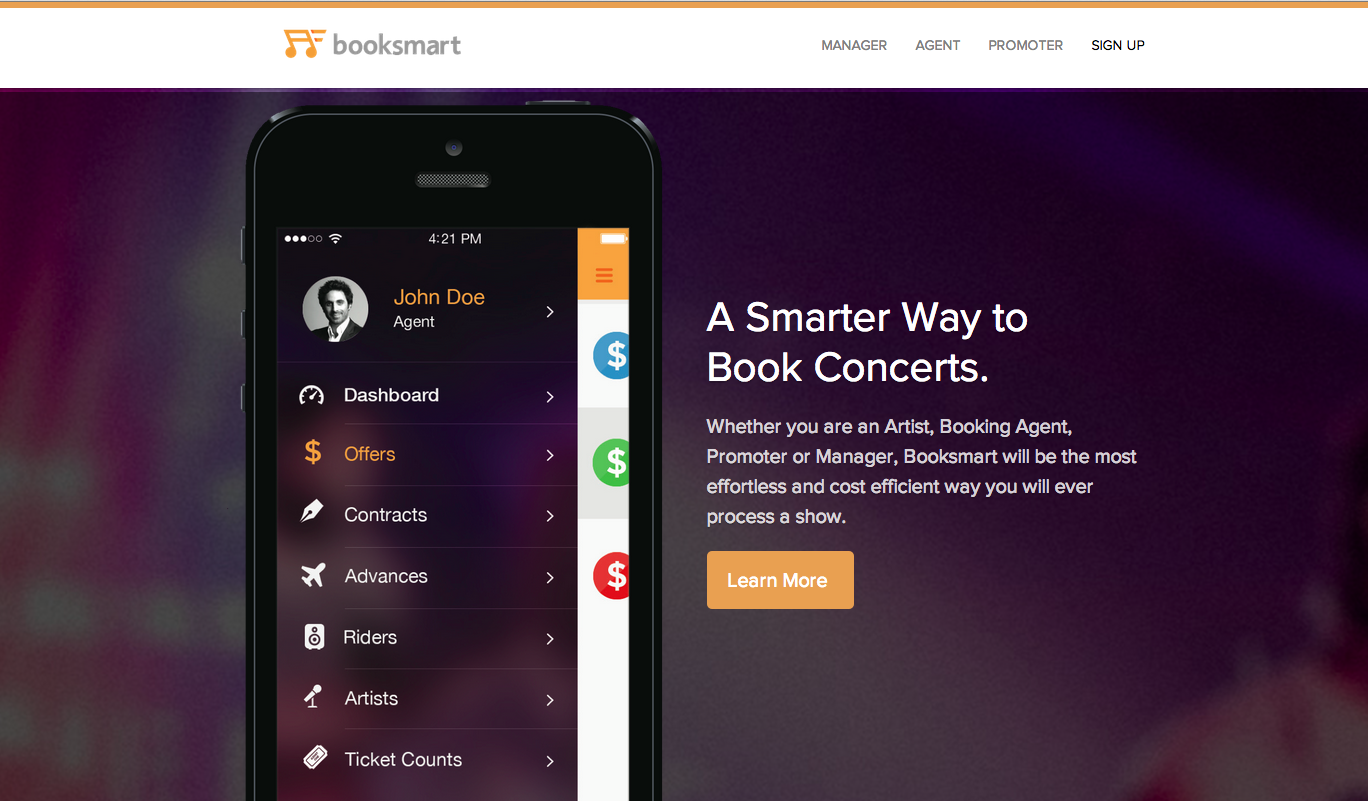 booksmart
MANAGER AGENT PROMOTER SIGN UP
4:21 PM
John Doe
Agent
Dashboard
$ Offers
Contracts
Advances
Riders
Artists
Ticket Counts
$
$
$
A Smarter Way to
Book Concerts.
Whether you are an Artist, Booking Agent,
Promoter or Manager, Booksmart will be the most
effortless and cost efficient way you will ever
process a show.
Learn More